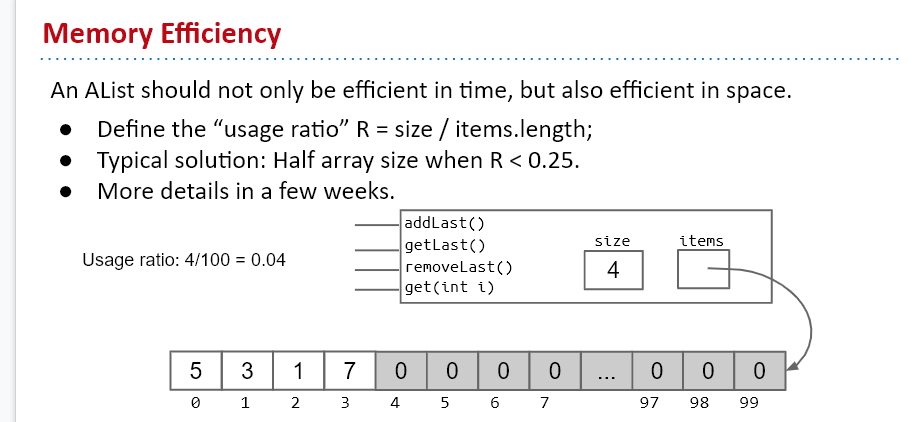 Memory Efficiency
An AList should not only be efficient in time, but also efficient in space.
● Define the “usage ratio” R = size / items.length;
● Typical solution: Half array size when R < 0.25.
● More details in a few weeks.
Usage ratio: 4/100 = 0.04
addLast()
getLast()
removeLast()
get(int i)
size
4
items
5 3 1 7 0 0 0 0 ... 0 0 0
0 1 2 3 4 5 6 7 97 98 99